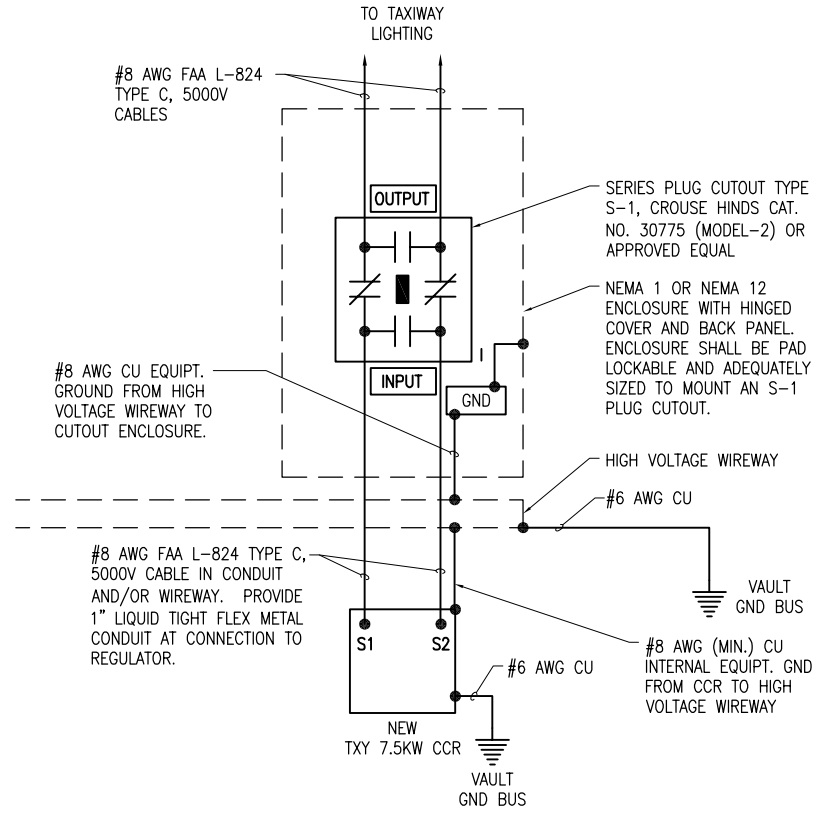 TO TAXIWAY
LIGHTING
#8 AWG FAA L-824
TYPE C, 5000V
CABLES
OUTPUT
SERIES PLUG CUTOUT TYPE
S-1, CROUSE HINDS CAT.
NO. 30775 (MODEL-2) OR
APPROVED EQUAL
NEMA 1 OR NEMA 12
ENCLOSURE WITH HINGED
COVER AND BACK PANEL.
ENCLOSURE SHALL BE PAD
LOCKABLE AND ADEQUATELY
SIZED TO MOUNT AN S-1
PLUG CUTOUT.
I
INPUT
GND
#8 AWG CU EQUIPT.
GROUND FROM HIGH
VOLTAGE WIREWAY TO
CUTOUT ENCLOSURE.
HIGH VOLTAGE WIREWAY
#6 AWG CU
#8 AWG FAA L-824 TYPE C,
5000V CABLE IN CONDUIT
AND/OR WIREWAY. PROVIDE
1" LIQUID TIGHT FLEX METAL
CONDUIT AT CONNECTION TO
REGULATOR.
VAULT
GND BUS
S1
S2
#8 AWG (MIN.) CU
INTERNAL EQUIPT. GND
FROM CCR TO HIGH
VOLTAGE WIREWAY
#6 AWG CU
NEW
TXY 7.5KW CCR
VAULT
GND BUS